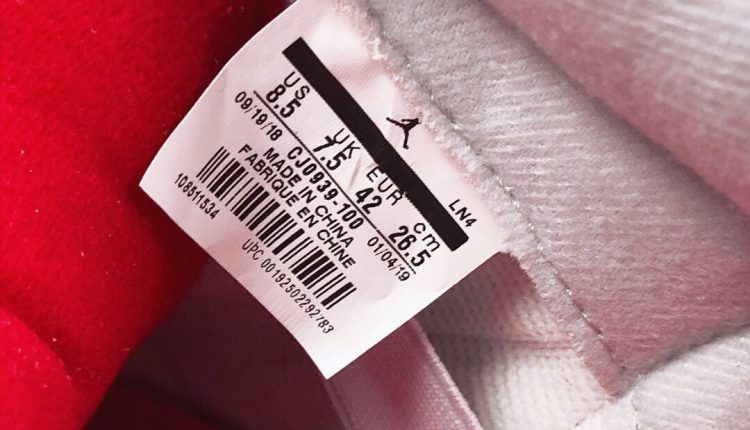 LN4
US UK EUR cm
8.5 7.5 42 26.5
09/19/18 CJ0939-100 01/04/19
MADE IN CHINA
FABRIQUE EN CHINE
108511534
UPC 00192502292783